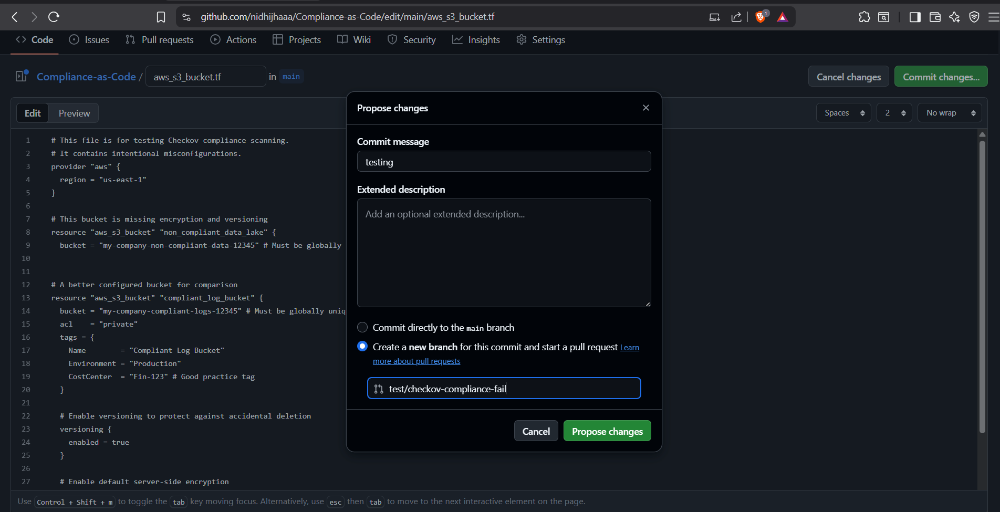 github.com/nidhijhaaa/Compliance-as-Code/edit/main/aws_s3_bucket.tf
1
Code Issues Pull requests Actions Projects Wiki Security Insights Settings
Compliance-as-Code / aws_s3_bucket.tf in main
Cancel changes Commit changes...
Edit Preview
Spaces 2 No wrap
1 # This file is for testing Checkov compliance scanning.
2 # It contains intentional misconfigurations.
3 provider "aws" {
4 region = "us-east-1"
5 }
6
7 # This bucket is missing encryption and versioning
8 resource "aws_s3_bucket" "non_compliant_data_lake" {
9 bucket = "my-company-non-compliant-data-12345" # Must be globally
10
11
12 # A better configured bucket for comparison
13 resource "aws_s3_bucket" "compliant_log_bucket" {
14 bucket = "my-company-compliant-logs-12345" # Must be globally uniq
15 acl = "private"
16 tags = {
17 Name = "Compliant Log Bucket"
18 Environment = "Production"
19 CostCenter = "Fin-123" # Good practice tag
20 }
21
22 # Enable versioning to protect against accidental deletion
23 versioning {
24 enabled = true
25 }
26
27 # Enable default server-side encryption
Propose changes
Commit message
testing
Extended description
Add an optional extended description...
Commit directly to the main branch
Create a new branch for this commit and start a pull request Learn
more about pull requests
test/checkov-compliance-fail
Cancel Propose changes
Use Control + Shift + m to toggle the tab key moving focus. Alternatively, use esc then tab to move to the next interactive element on the page.